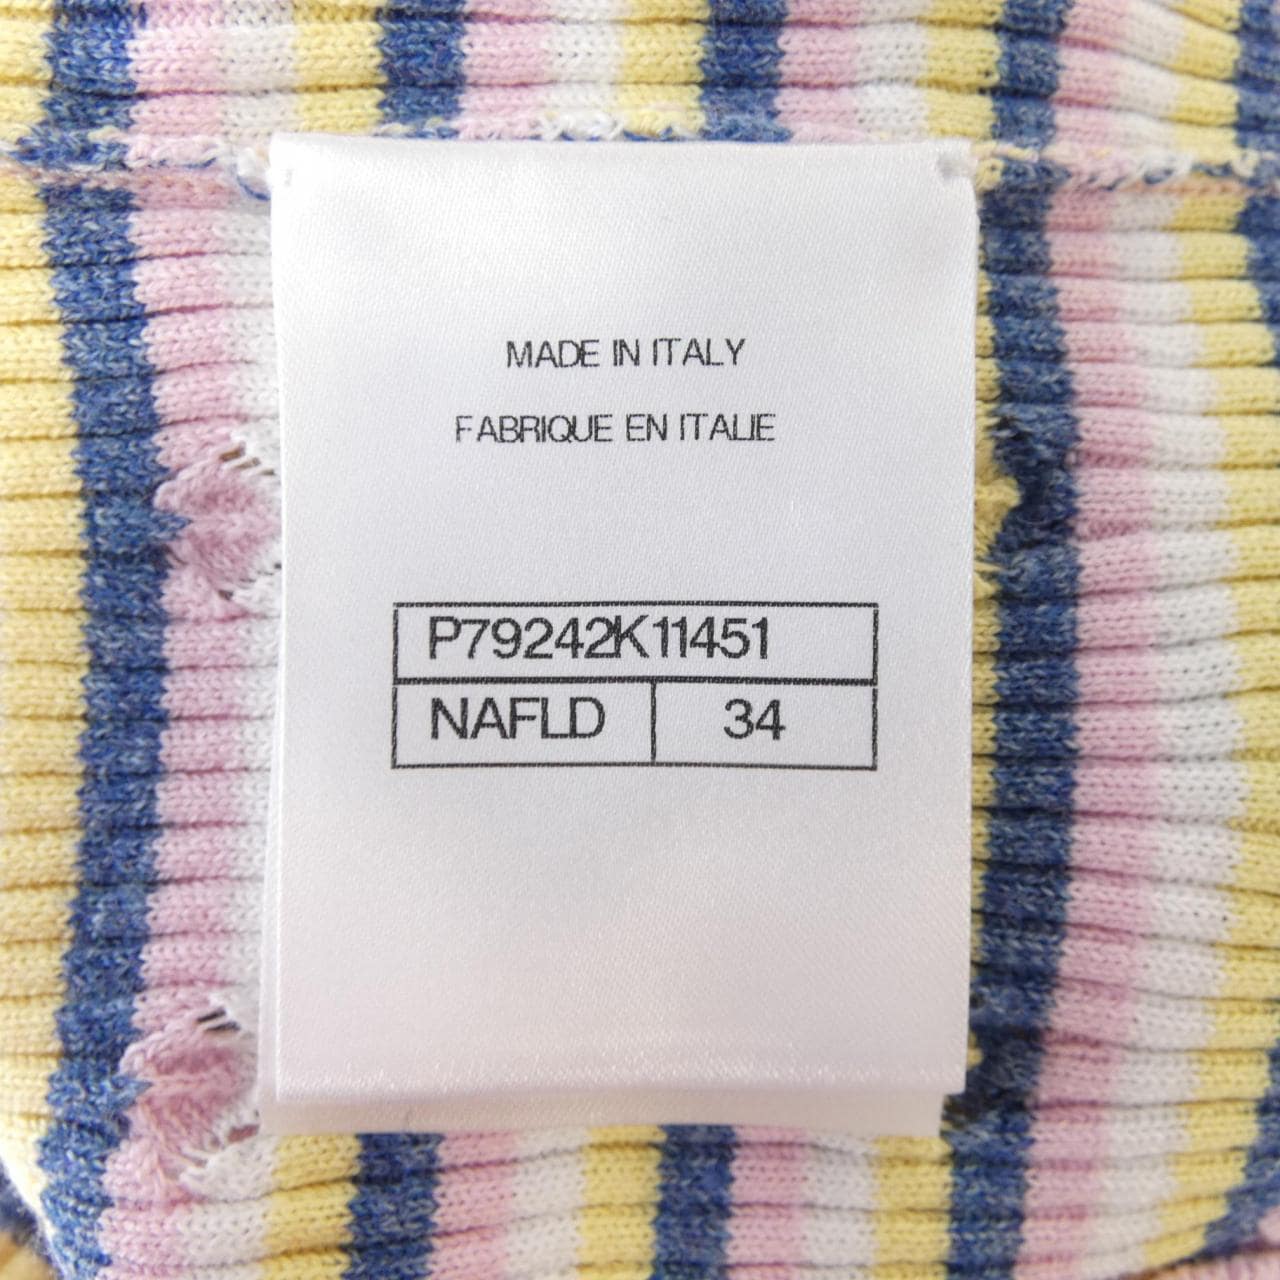 MADE IN ITALY
FABRIQUE EN ITALIE
P79242K11451
NAFLD 34